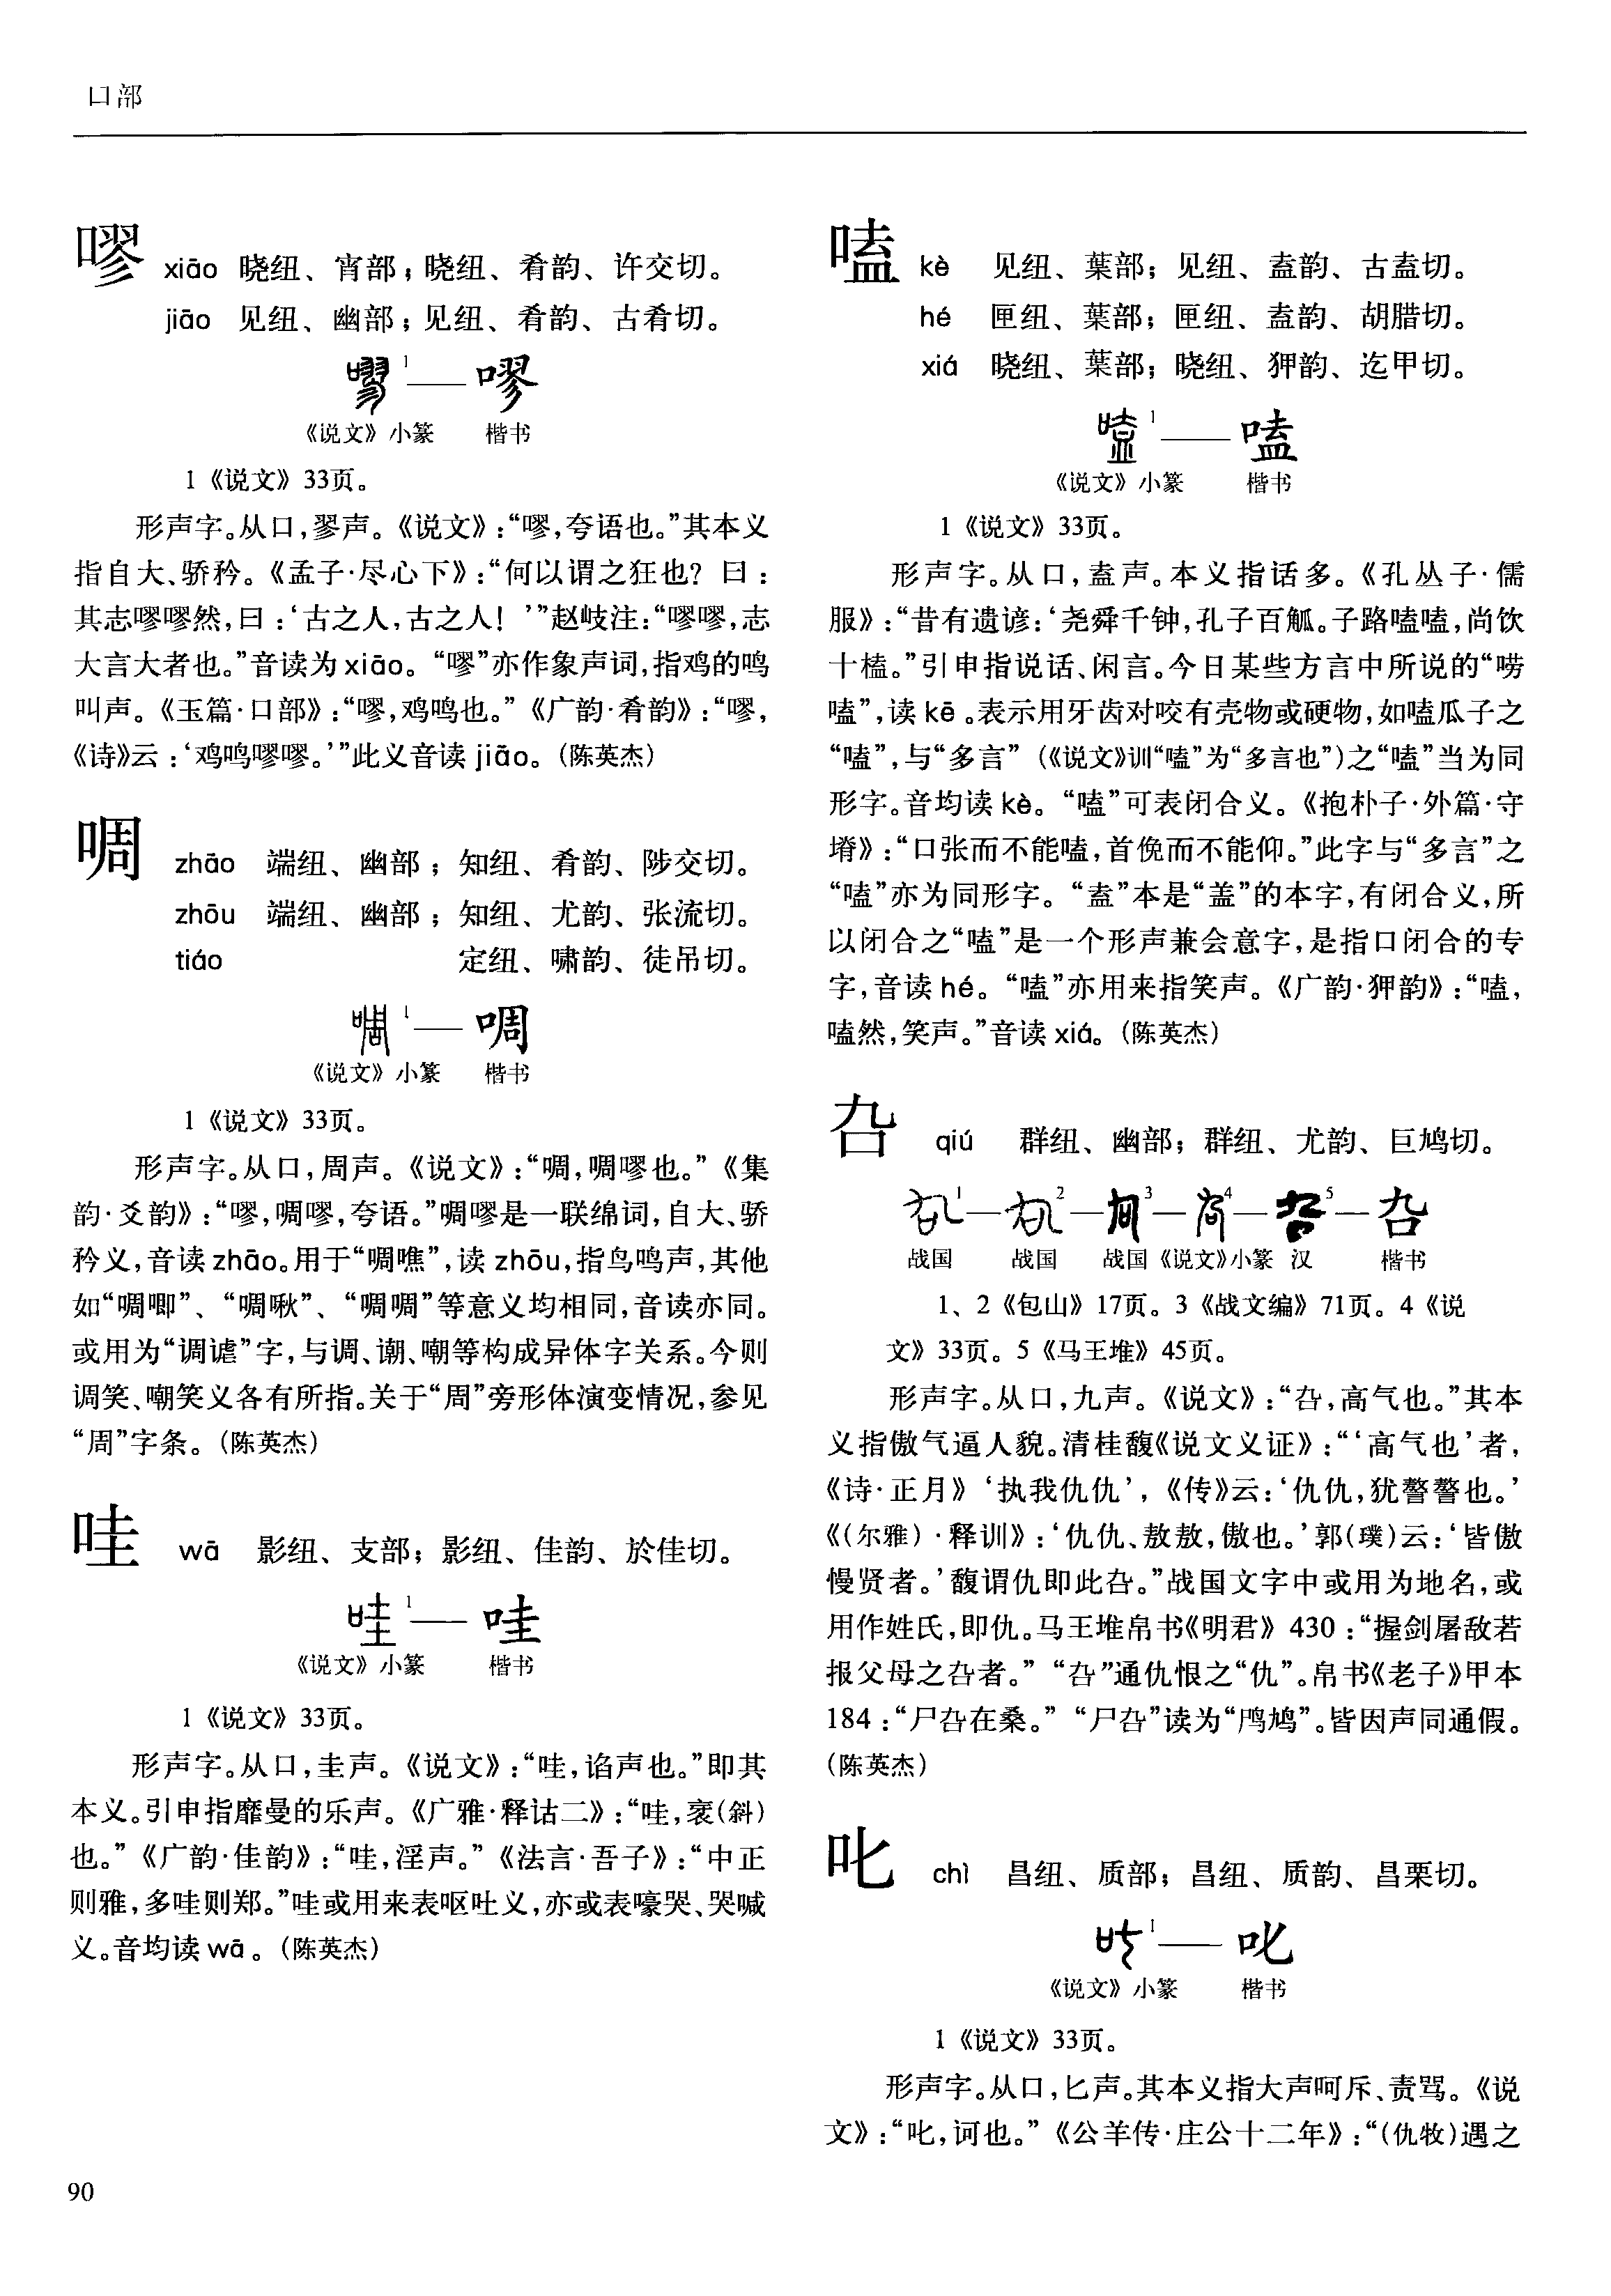 口部
嘐 xiāo 晓纽、宵部；晓纽、肴韵、许交切。
jiāo 见纽、幽部；见纽、肴韵、古肴切。
1 —— 嘐
《说文》小篆 楷书
1《说文》33页。
形声字。从口，翏声。《说文》：“嘐，夸语也。”其本义
指自大、骄矜。《孟子·尽心下》：“何以谓之狂也？曰：
其志嘐嘐然，曰：‘古之人，古之人！’”赵岐注：“嘐嘐，志
大言大者也。”音读为xiāo。“嘐”亦作象声词，指鸡的鸣
叫声。《玉篇·口部》：“嘐，鸡鸣也。”《广韵·肴韵》：“嘐，
《诗》云：‘鸡鸣嘐嘐。’”此义音读jiāo。（陈英杰）
啁 zhāo 端纽、幽部；知纽、肴韵、陟交切。
zhōu 端纽、幽部；知纽、尤韵、张流切。
tiáo 定纽、啸韵、徒吊切。
1 —— 啁
《说文》小篆 楷书
1《说文》33页。
形声字。从口，周声。《说文》：“啁，啁嘐也。”《集
韵·爻韵》：“嘐，啁嘐，夸语。”啁嘐是一联绵词，自大、骄
矜义，音读zhāo。用于“啁噍”，读zhōu，指鸟鸣声，其他
如“啁唧”、“啁啾”、“啁啁”等意义均相同，音读亦同。
或用为“调谑”字，与调、谢、嘲等构成异体字关系。今则
调笑、嘲笑义各有所指。关于“周”旁形体演变情况，参见
“周”字条。（陈英杰）
哇 wā 影纽、支部；影纽、佳韵、於佳切。
1 —— 哇
《说文》小篆 楷书
1《说文》33页。
形声字。从口，圭声。《说文》：“哇，谄声也。”即其
本义。引申指靡曼的乐声。《广雅·释诂二》：“哇，衺（斜）
也。”《广韵·佳韵》：“哇，淫声。”《法言·吾子》：“中正
则雅，多哇则郑。”哇或用来表呕吐义，亦或表嚎哭、哭喊
义。音均读wā。（陈英杰）
嗑 kè 见纽、葉部；见纽、盍韵、古盍切。
hé 匣纽、葉部；匣纽、盍韵、胡腊切。
xiá 晓纽、葉部；晓纽、狎韵、迄甲切。
1 —— 嗑
《说文》小篆 楷书
1《说文》33页。
形声字。从口，盍声。本义指话多。《孔丛子·儒
服》：“昔有遗谚：‘尧舜千钟，孔子百觚。子路嗑嗑，尚饮
十榼。”引申指说话、闲言。今日某些方言中所说的“唠
嗑”，读kē。表示用牙齿对咬有壳物或硬物，如嗑瓜子之
“嗑”，与“多言”（《说文》训“嗑”为“多言也”）之“嗑”当为同
形字。音均读kè。“嗑”可表闭合义。《抱朴子·外篇·守
塉》：“口张而不能嗑，首俛而不能仰。”此字与“多言”之
“嗑”亦为同形字。“盍”本是“盖”的本字，有闭合义，所
以闭合之“嗑”是一个形声兼会意字，是指口闭合的专
字，音读hé。“嗑”亦用来指笑声。《广韵·狎韵》：“嗑，
嗑然，笑声。”音读xiá。（陈英杰）
叴 qiú 群纽、幽部；群纽、尤韵、巨鸠切。
1 — 2 — 3 — 4 — 5 — 叴
战国 战国 战国 《说文》小篆 汉 楷书
1、2《包山》17页。3《战文编》71页。4《说
文》33页。5《马王堆》45页。
形声字。从口，九声。《说文》：“叴，高气也。”其本
义指傲气逼人貌。清桂馥《说文义证》：“‘高气也’者，
《诗·正月》‘执我仇仇’，《传》云：‘仇仇，犹謷謷也。’
《（尔雅）·释训》：‘仇仇、敖敖，傲也。’郭（璞）云：‘皆傲
慢贤者。’馥谓仇即此叴。”战国文字中或用为地名，或
用作姓氏，即仇。马王堆帛书《明君》430：“握剑屠敌若
报父母之叴者。”“叴”通仇恨之“仇”。帛书《老子》甲本
184：“尸叴在桑。”“尸叴”读为“鸤鸠”。皆因声同通假。
（陈英杰）
叱 chì 昌纽、质部；昌纽、质韵、昌栗切。
1 —— 叱
《说文》小篆 楷书
1《说文》33页。
形声字。从口，匕声。其本义指大声呵斥、责骂。《说
文》：“叱，诃也。”《公羊传·庄公十二年》：“（仇牧）遇之
90